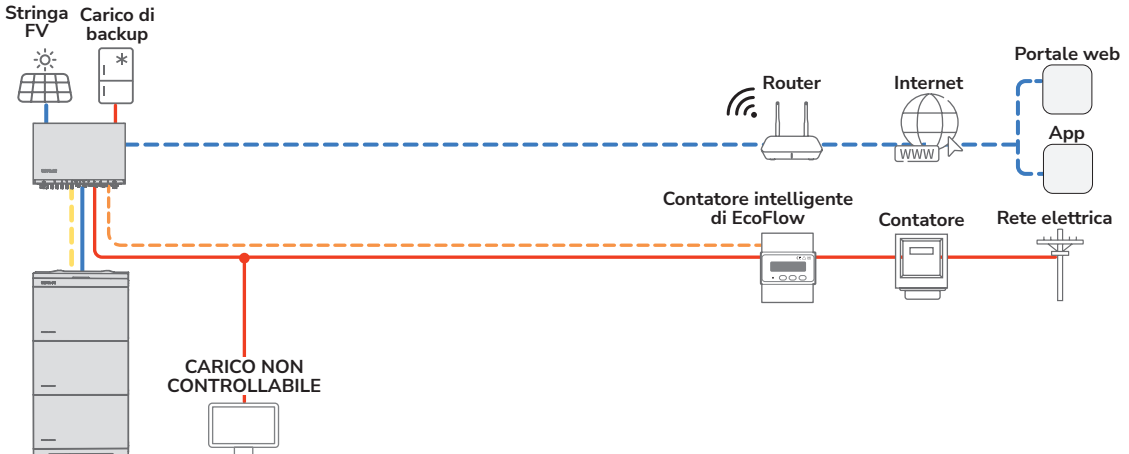 Stringa
FV
Carico di
backup
Portale web
Router
Internet
WWW
App
Contatore intelligente
di EcoFlow
Contatore
Rete elettrica
CARICO NON
CONTROLLABILE